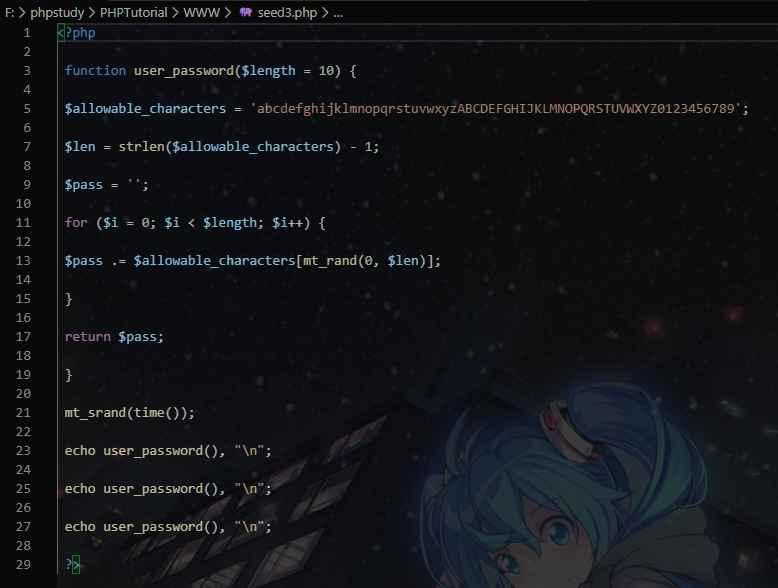 F: > phpstudy > PHPTutorial > WWW > seed3.php > ...
1 <?php
2
3 function user_password($length = 10) {
4
5 $allowable_characters = 'abcdefghijklmnopqrstuvwxyzABCDEFGHIJKLMNOPQRSTUVWXYZ0123456789';
6
7 $len = strlen($allowable_characters) - 1;
8
9 $pass = '';
10
11 for ($i = 0; $i < $length; $i++) {
12
13 $pass .= $allowable_characters[mt_rand(0, $len)];
14
15 }
16
17 return $pass;
18
19 }
20
21 mt_srand(time());
22
23 echo user_password(), "\n";
24
25 echo user_password(), "\n";
26
27 echo user_password(), "\n";
28
29 ?>